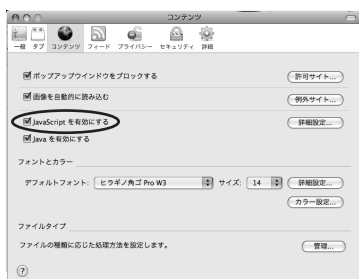 コンテンツ
一般 タブ コンテンツ フィード プライバシー セキュリティ 詳細
ポップアップウインドウをブロックする 許可サイト...
画像を自動的に読み込む 例外サイト...
JavaScript を有効にする 詳細設定...
Java を有効にする
フォントとカラー
デフォルトフォント: ヒラギノ角ゴ Pro W3 サイズ: 14 詳細設定...
カラー設定...
ファイルタイプ
ファイルの種類に応じた処理方法を設定します。 管理...
?